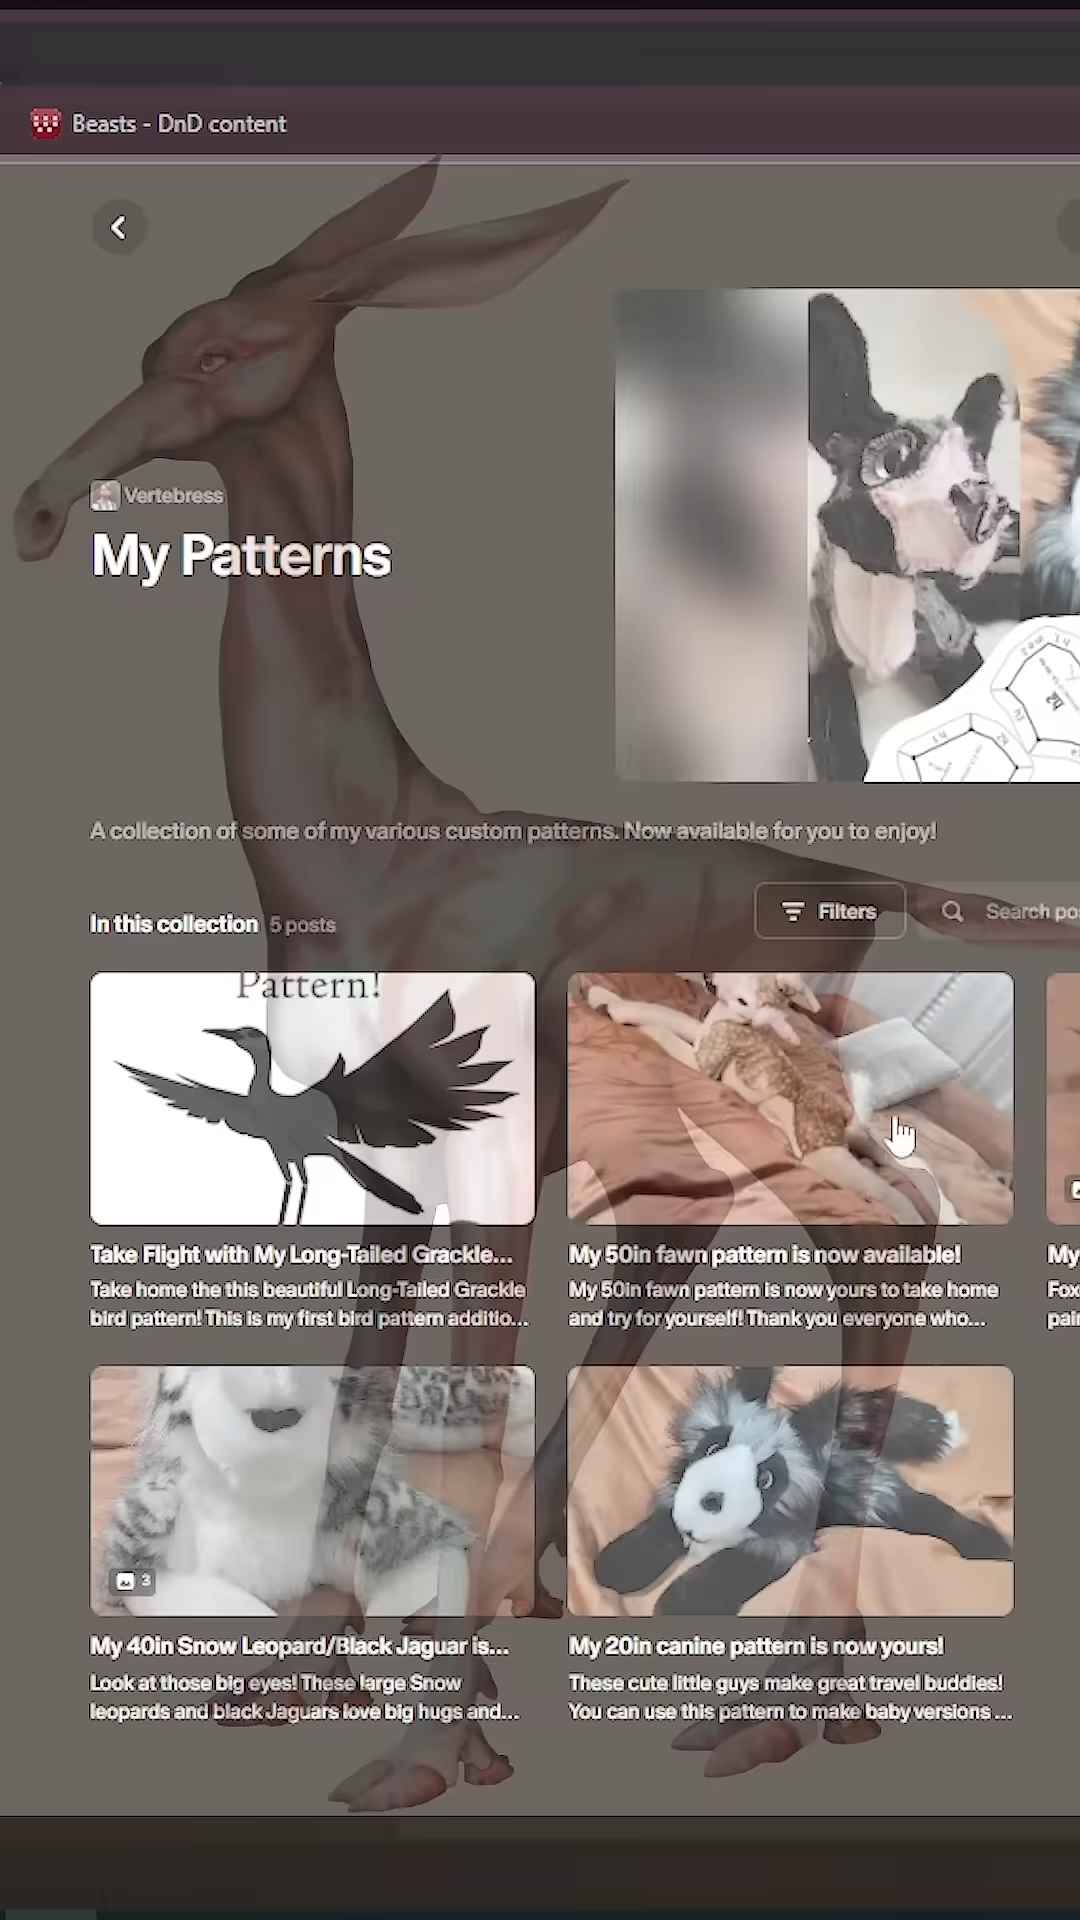 Beasts - DnD content
Vertebress
My Patterns
A collection of some of my various custom patterns. Now available for you to enjoy!
In this collection 5 posts
Filters
Search po
Pattern!
Take Flight with My Long-Tailed Grackle...
Take home the this beautiful Long-Tailed Grackle
bird pattern! This is my first bird pattern additio...
My 50in fawn pattern is now available!
My 50in fawn pattern is now yours to take home
and try for yourself! Thank you everyone who...
My
Fox
pair
3
My 40in Snow Leopard/Black Jaguar is...
Look at those big eyes! These large Snow
leopards and black Jaguars love big hugs and...
My 20in canine pattern is now yours!
These cute little guys make great travel buddies!
You can use this pattern to make baby versions ...